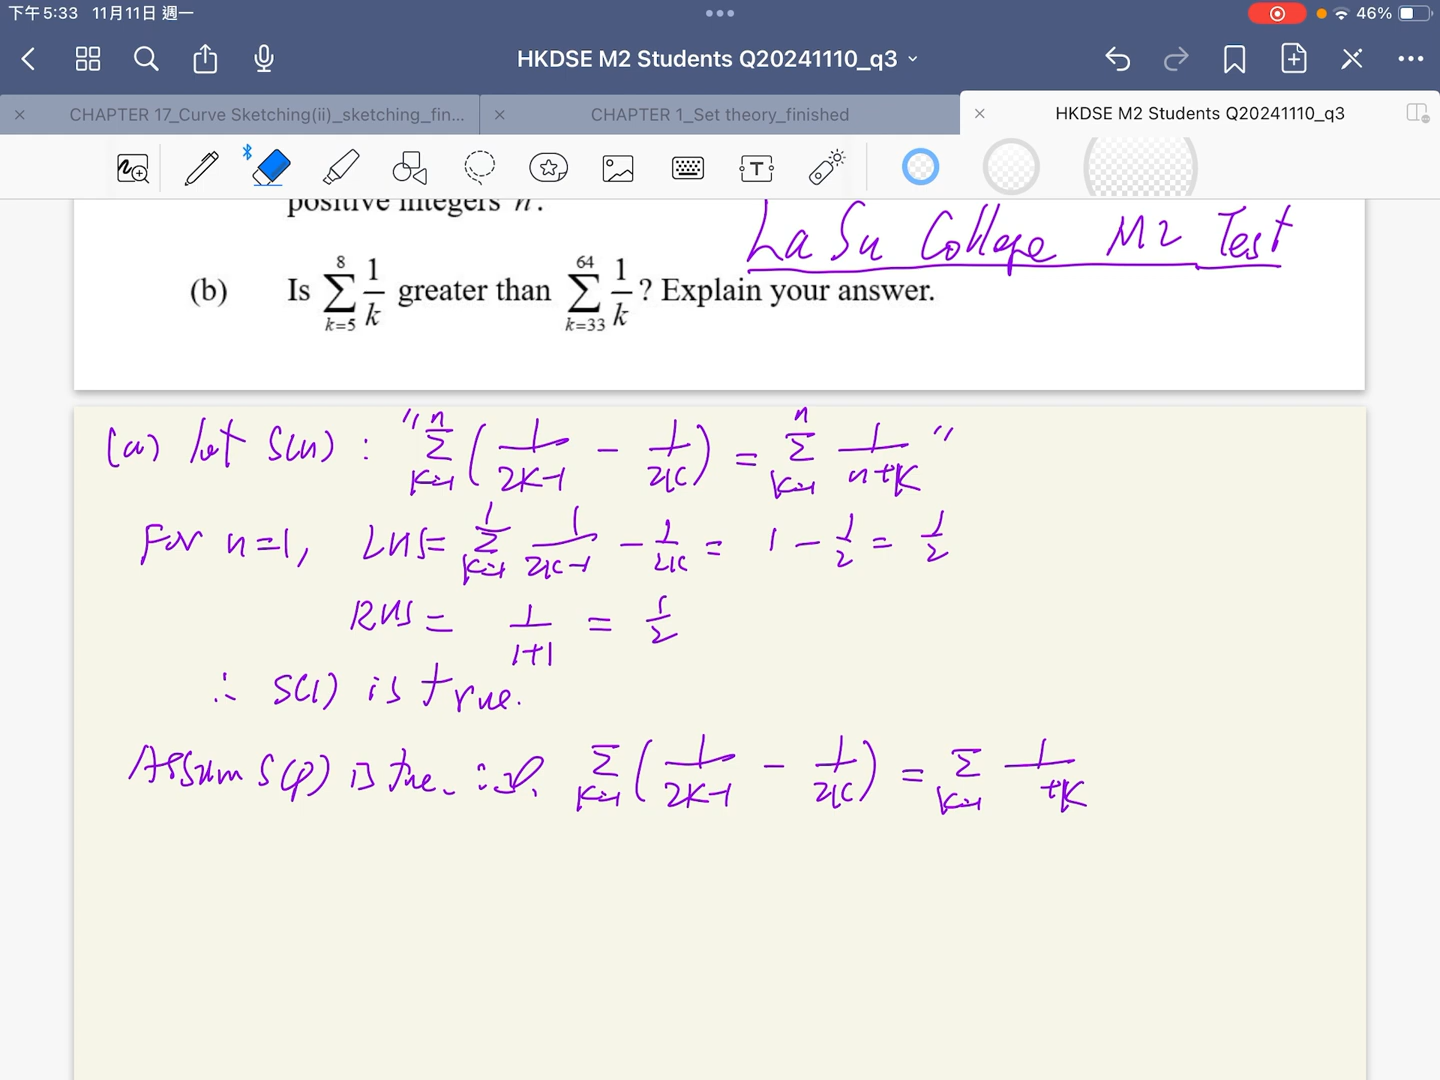 下午5:33 11月11日 週一
46%
HKDSE M2 Students Q20241110_q3
CHAPTER 17_Curve Sketching(ii)_sketching_fin...
CHAPTER 1_Set theory_finished
HKDSE M2 Students Q20241110_q3
positive integers n.
La Su College M2 Test
(b) Is ∑_{k=5}^{8} 1/k greater than ∑_{k=33}^{64} 1/k? Explain your answer.
(a) let S(n) : "∑_{k=1}^{n} (1/(2k-1) - 1/2k) = ∑_{k=1}^{n} 1/(n+k)"
For n=1, LHS= ∑_{k=1}^{1} 1/(2k-1) - 1/2k = 1 - 1/2 = 1/2
RHS = 1/(1+1) = 1/2
∴ S(1) is true.
Assum S(p) is true. i.e. ∑_{k=1} (1/(2k-1) - 1/2k) = ∑_{k=1} 1/(+k)